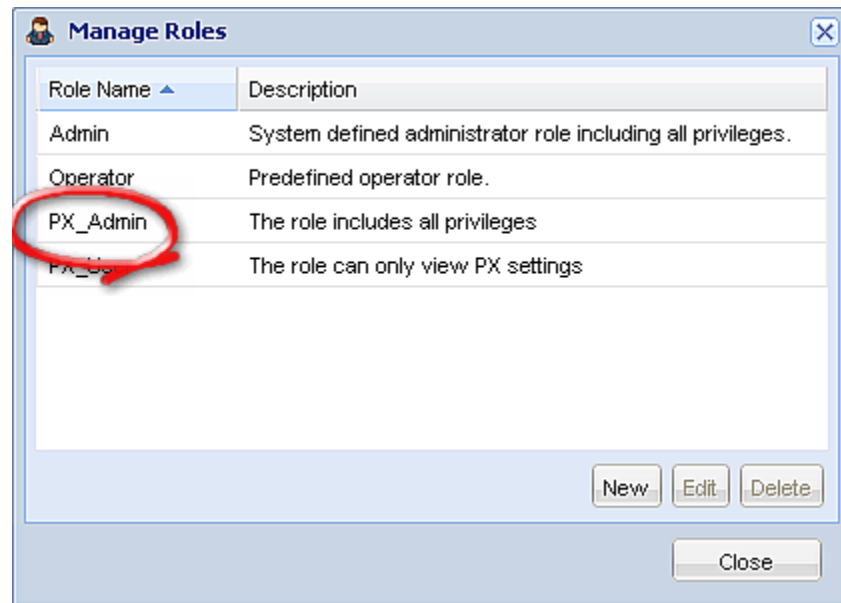 Manage Roles
Role Name Description
Admin System defined administrator role including all privileges.
Operator Predefined operator role.
PX_Admin The role includes all privileges
PX_User The role can only view PX settings
New Edit Delete
Close